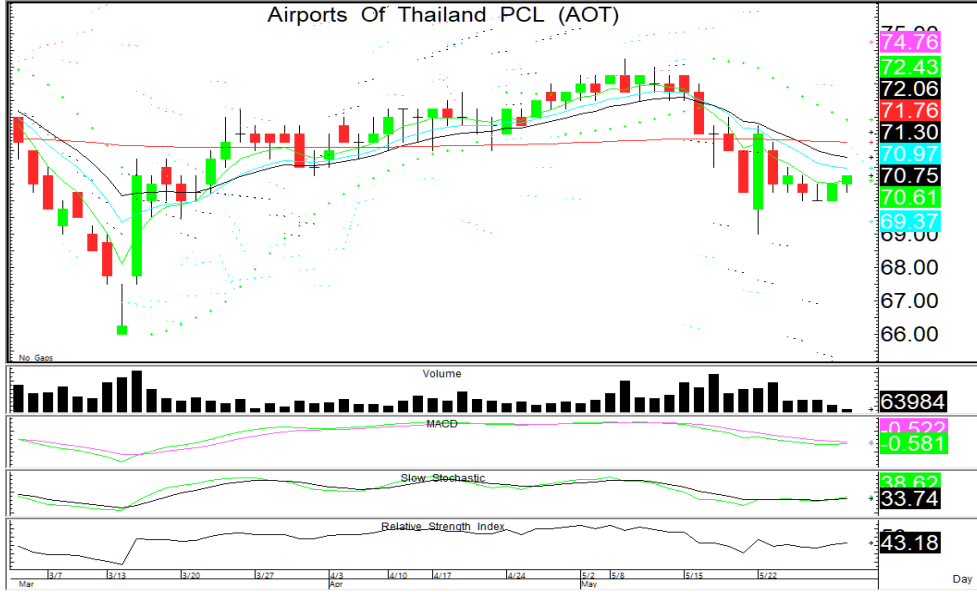 Airports Of Thailand PCL (AOT)
74.76
72.43
72.06
71.76
71.30
70.97
70.75
70.61
69.37
69.00
68.00
67.00
66.00
No Gaps
Volume
63984
MACD
-0.522
-0.581
Slow Stochastic
38.62
33.74
Relative Strength Index
43.18
3/7 3/13 3/20 3/27 4/3 4/10 4/17 4/24 5/2 5/8 5/15 5/22
Mar Apr May Day